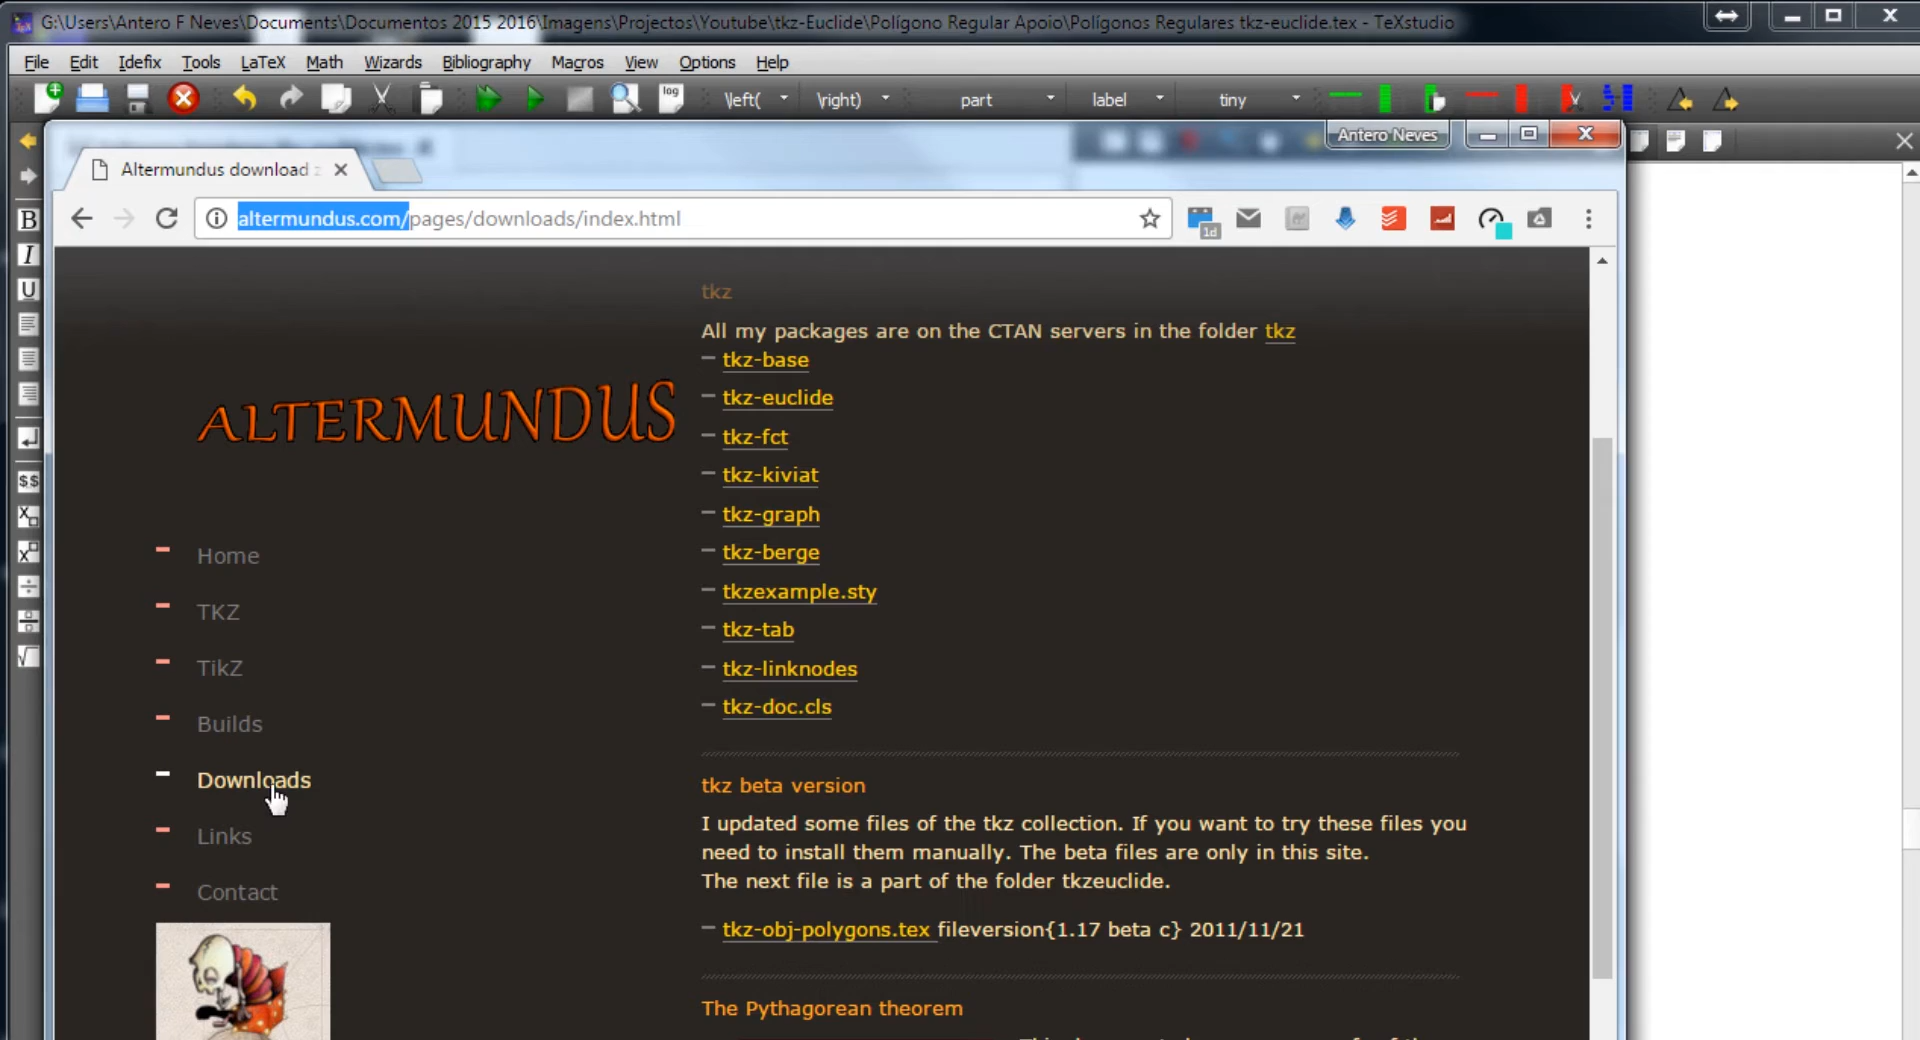 G:\Users\Antero F Neves\Documents\Documentos 2015 2016\Imagens\Projectos\Youtube\tkz-Euclide\Polígono Regular Apoio\Polígonos Regulares tkz-euclide.tex - TeXstudio
File Edit Idefix Tools LaTeX Math Wizards Bibliography Macros View Options Help
log \left( \right) part label tiny
Antero Neves
Altermundus download
altermundus.com/pages/downloads/index.html
1d
B
I
U
$$
tkz
All my packages are on the CTAN servers in the folder tkz
– tkz-base
– tkz-euclide
– tkz-fct
– tkz-kiviat
– tkz-graph
– tkz-berge
– tkzexample.sty
– tkz-tab
– tkz-linknodes
– tkz-doc.cls
ALTERMUNDUS
- Home
- TKZ
- TikZ
- Builds
- Downloads
- Links
- Contact
tkz beta version
I updated some files of the tkz collection. If you want to try these files you
need to install them manually. The beta files are only in this site.
The next file is a part of the folder tkzeuclide.
– tkz-obj-polygons.tex fileversion{1.17 beta c} 2011/11/21
The Pythagorean theorem